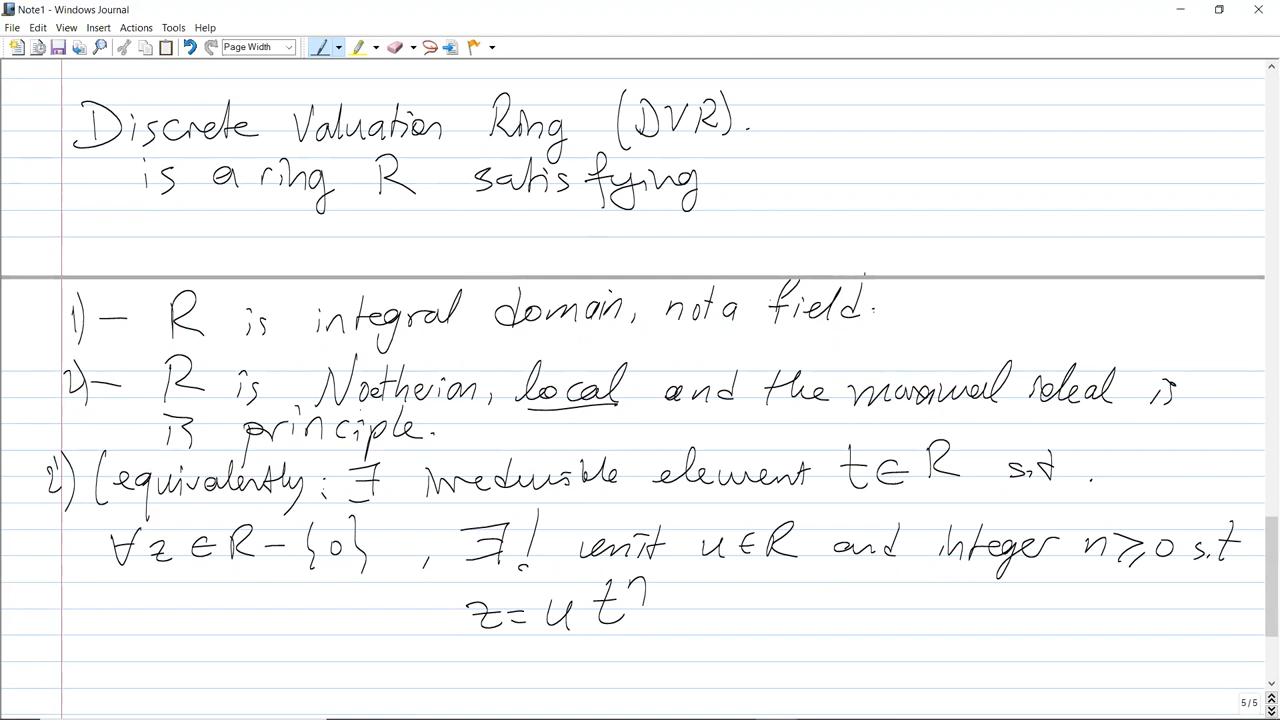 Note1 - Windows Journal
File Edit View Insert Actions Tools Help
Page Width
Discrete Valuation Ring (DVR).
is a ring R satisfying
1) – R is integral domain, not a field.
2) – R is Noetherian, local and the maximal ideal is
is principle.
2') (equivalently: ∃ irreducible element t ∈ R s.t.
∀ z ∈ R – {0}, ∃! unit u ∈ R and integer n ≥ 0 s.t
z = u tⁿ
5/5